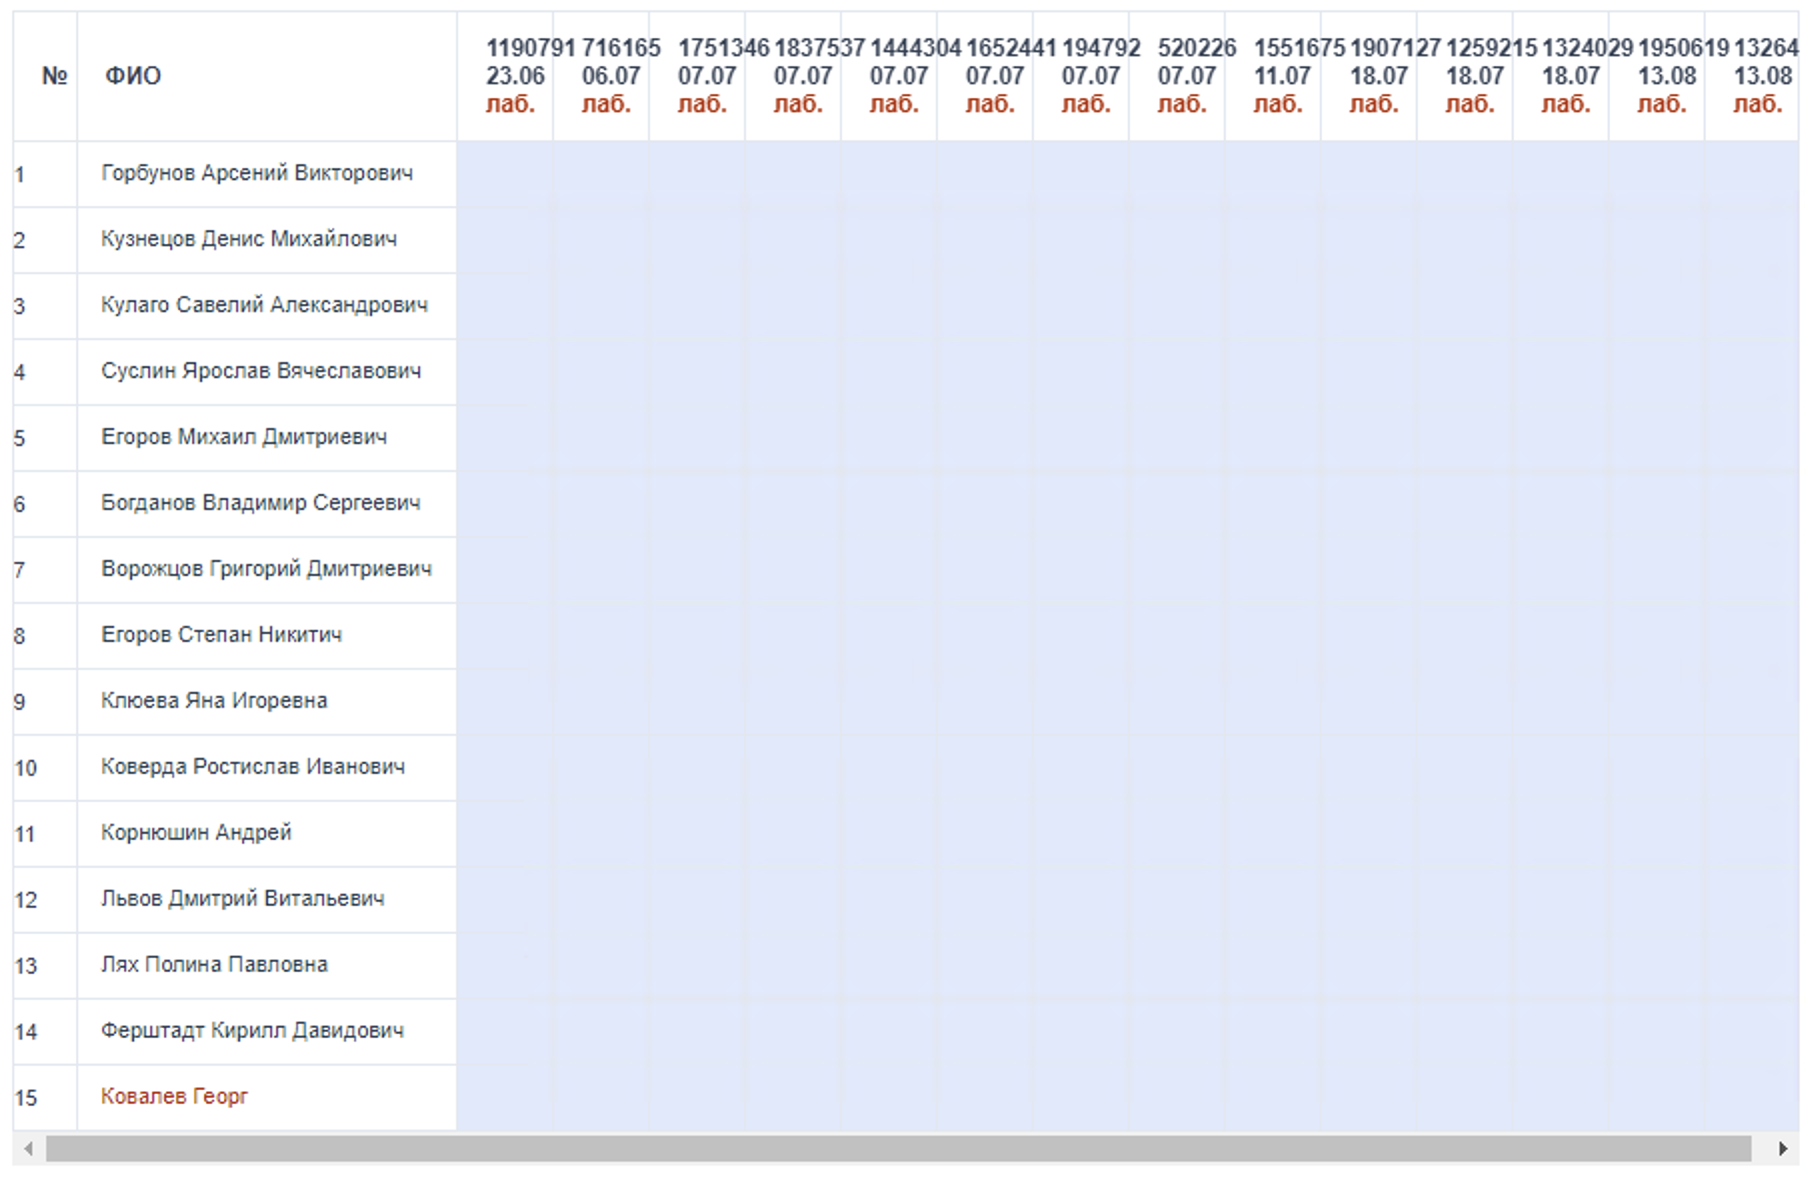 № ФИО 1190791 716165 1751346 1837537 1444304 1652441 194792 520226 1551675 1907127 1259215 1324029 1950619 13264
23.06 06.07 07.07 07.07 07.07 07.07 07.07 07.07 11.07 18.07 18.07 18.07 13.08 13.08
лаб. лаб. лаб. лаб. лаб. лаб. лаб. лаб. лаб. лаб. лаб. лаб. лаб. лаб.
1 Горбунов Арсений Викторович
2 Кузнецов Денис Михайлович
3 Кулаго Савелий Александрович
4 Суслин Ярослав Вячеславович
5 Егоров Михаил Дмитриевич
6 Богданов Владимир Сергеевич
7 Ворожцов Григорий Дмитриевич
8 Егоров Степан Никитич
9 Клюева Яна Игоревна
10 Коверда Ростислав Иванович
11 Корнюшин Андрей
12 Львов Дмитрий Витальевич
13 Лях Полина Павловна
14 Ферштадт Кирилл Давидович
15 Ковалев Георг